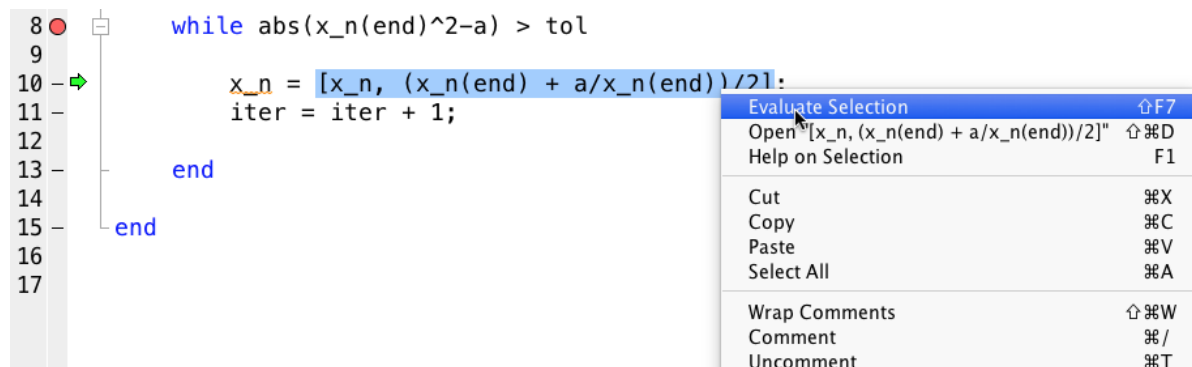 8 while abs(x_n(end)^2-a) > tol
9
10 – x_n = [x_n, (x_n(end) + a/x_n(end))/2];
11 – iter = iter + 1;
12
13 – end
14
15 – end
16
17
Evaluate Selection ⇧F7
Open "[x_n, (x_n(end) + a/x_n(end))/2]" ⇧⌘D
Help on Selection F1
Cut ⌘X
Copy ⌘C
Paste ⌘V
Select All ⌘A
Wrap Comments ⇧⌘W
Comment ⌘/
Uncomment ⌘T